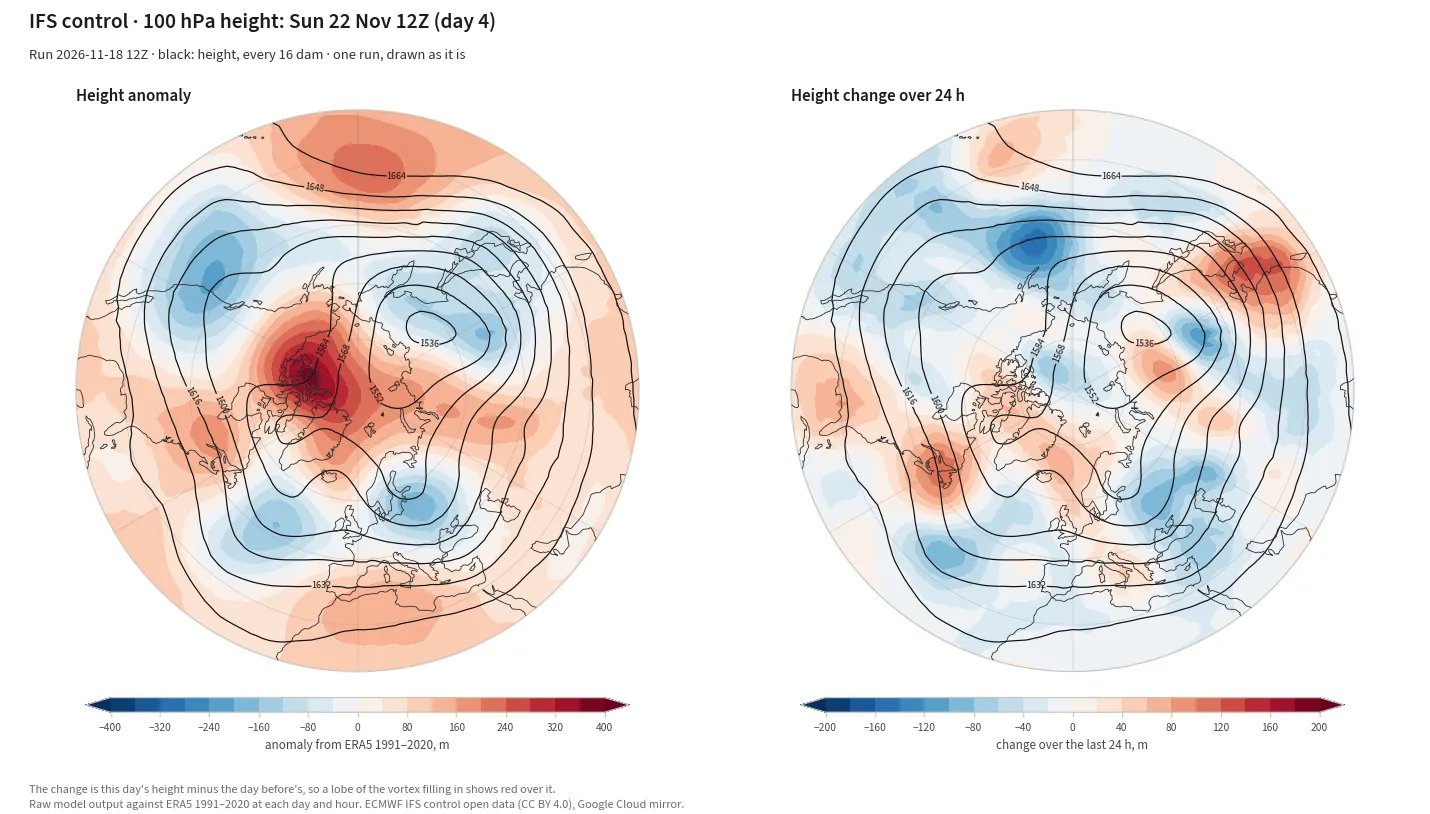 IFS control · 100 hPa height: Sun 22 Nov 12Z (day 4)
Run 2026-11-18 12Z · black: height, every 16 dam · one run, drawn as it is
Height anomaly
Height change over 24 h
1664
1648
1584
1568
1536
1552
1616
1600
1632
1664
1648
1584
1568
1536
1552
1616
1600
1632
−400 −320 −240 −160 −80 0 80 160 240 320 400
anomaly from ERA5 1991–2020, m
−200 −160 −120 −80 −40 0 40 80 120 160 200
change over the last 24 h, m
The change is this day's height minus the day before's, so a lobe of the vortex filling in shows red over it.
Raw model output against ERA5 1991–2020 at each day and hour. ECMWF IFS control open data (CC BY 4.0), Google Cloud mirror.